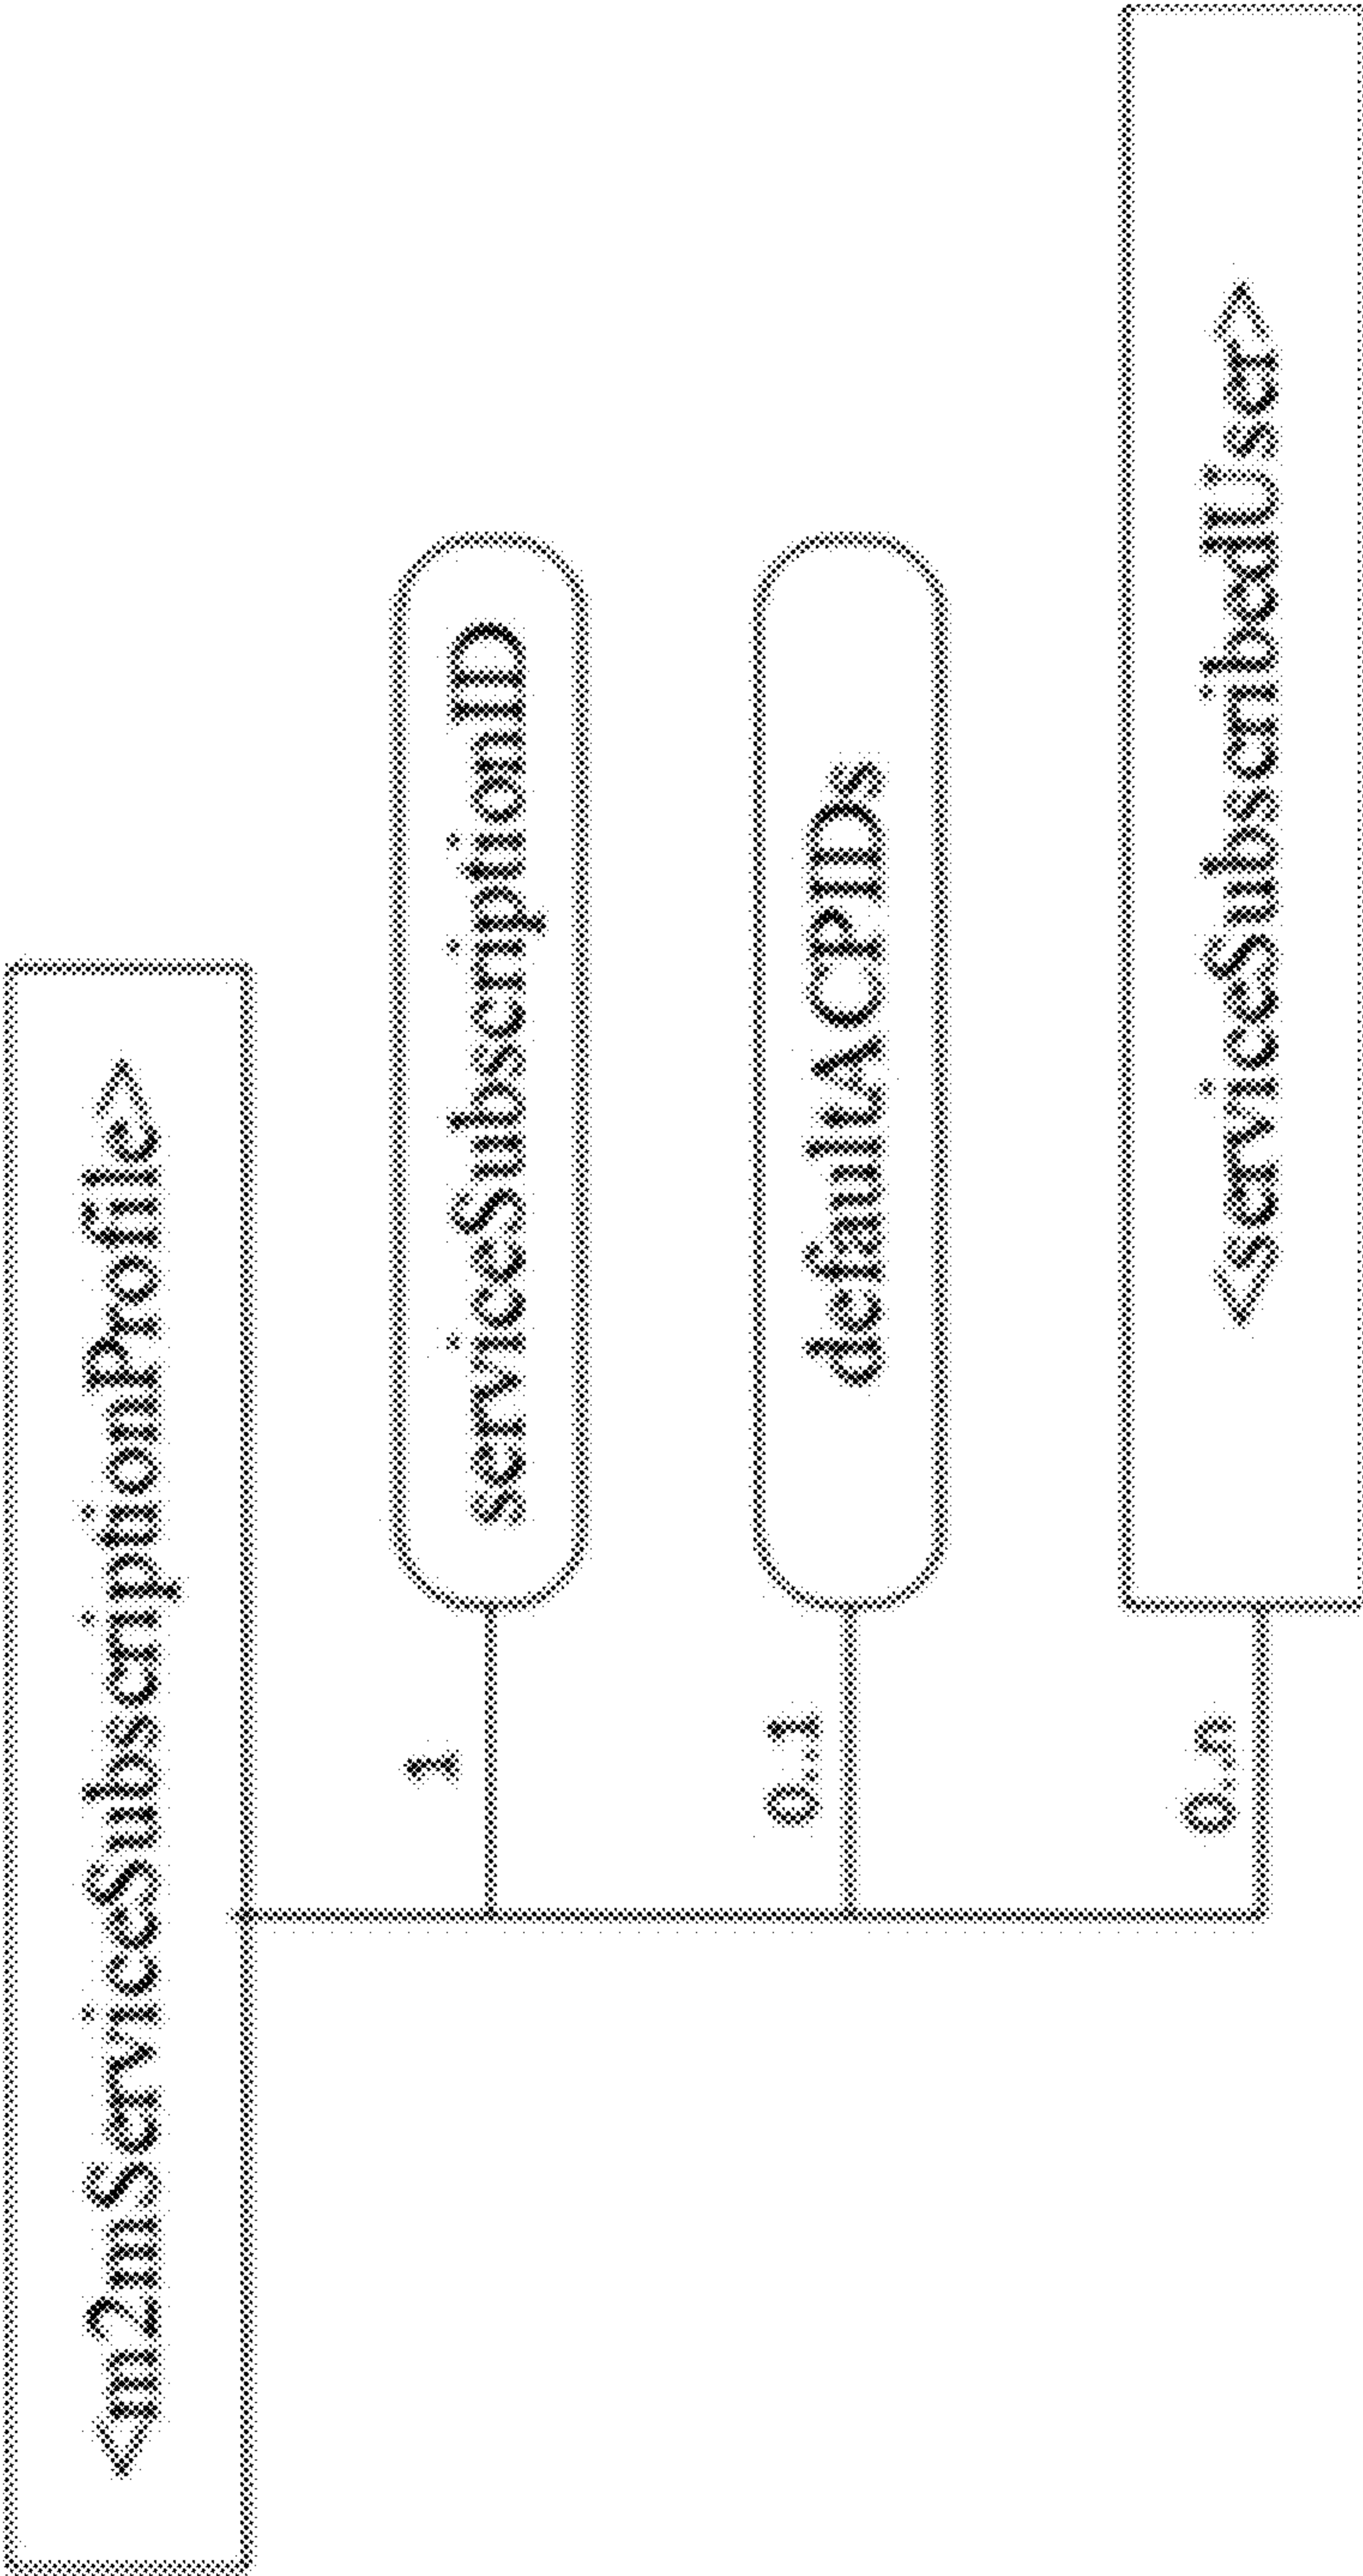 <m2mServiceSubscriptionProfile>
1
serviceSubscriptionID
0..1
defaultACPIDs
0..n
<serviceSubscribedUser>